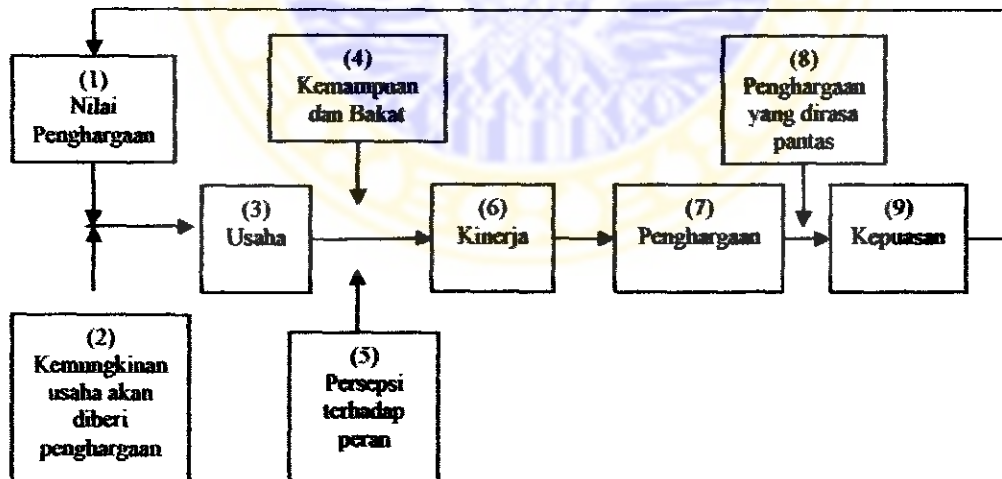 (1)
Nilai
Penghargaan
(2)
Kemungkinan
usaha akan
diberi
penghargaan
(3)
Usaha
(4)
Kemampuan
dan Bakat
(5)
Persepsi
terhadap
peran
(6)
Kinerja
(7)
Penghargaan
(8)
Penghargaan
yang dirasa
pantas
(9)
Kepuasan